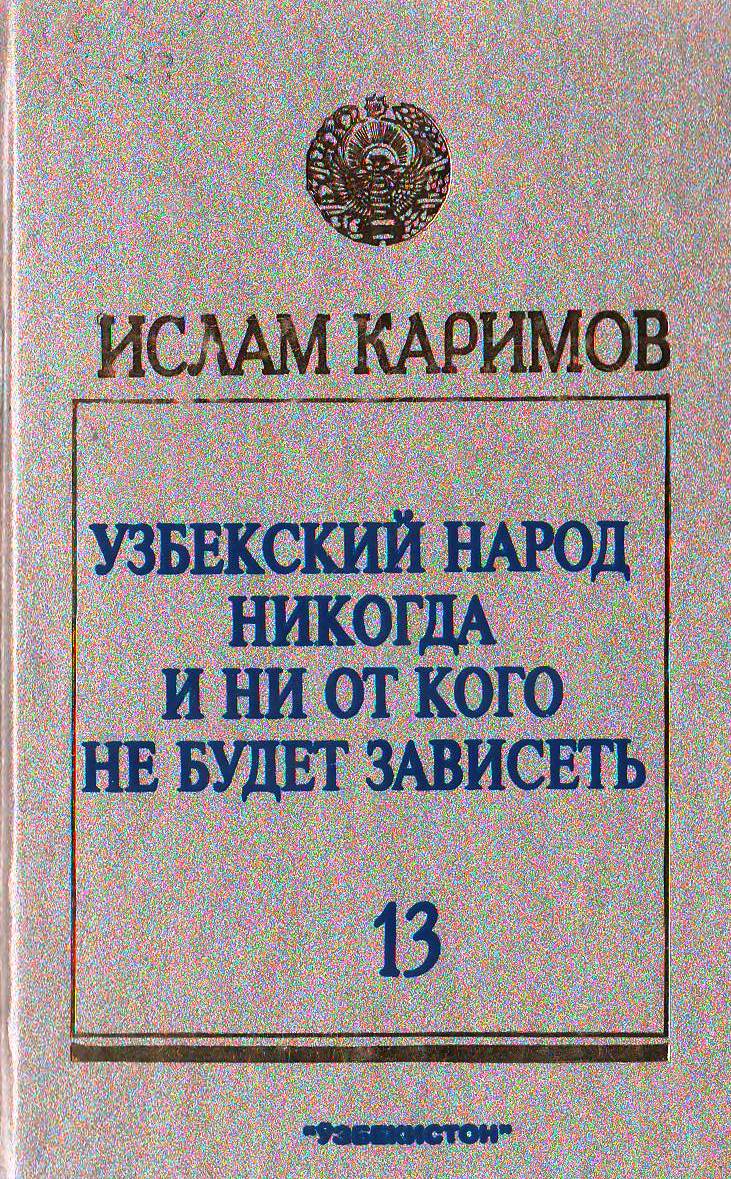 ИСЛАМ КАРИМОВ
УЗБЕКСКИЙ НАРОД
НИКОГДА
И НИ ОТ КОГО
НЕ БУДЕТ ЗАВИСЕТЬ
13
"ЎЗБЕКИСТОН"